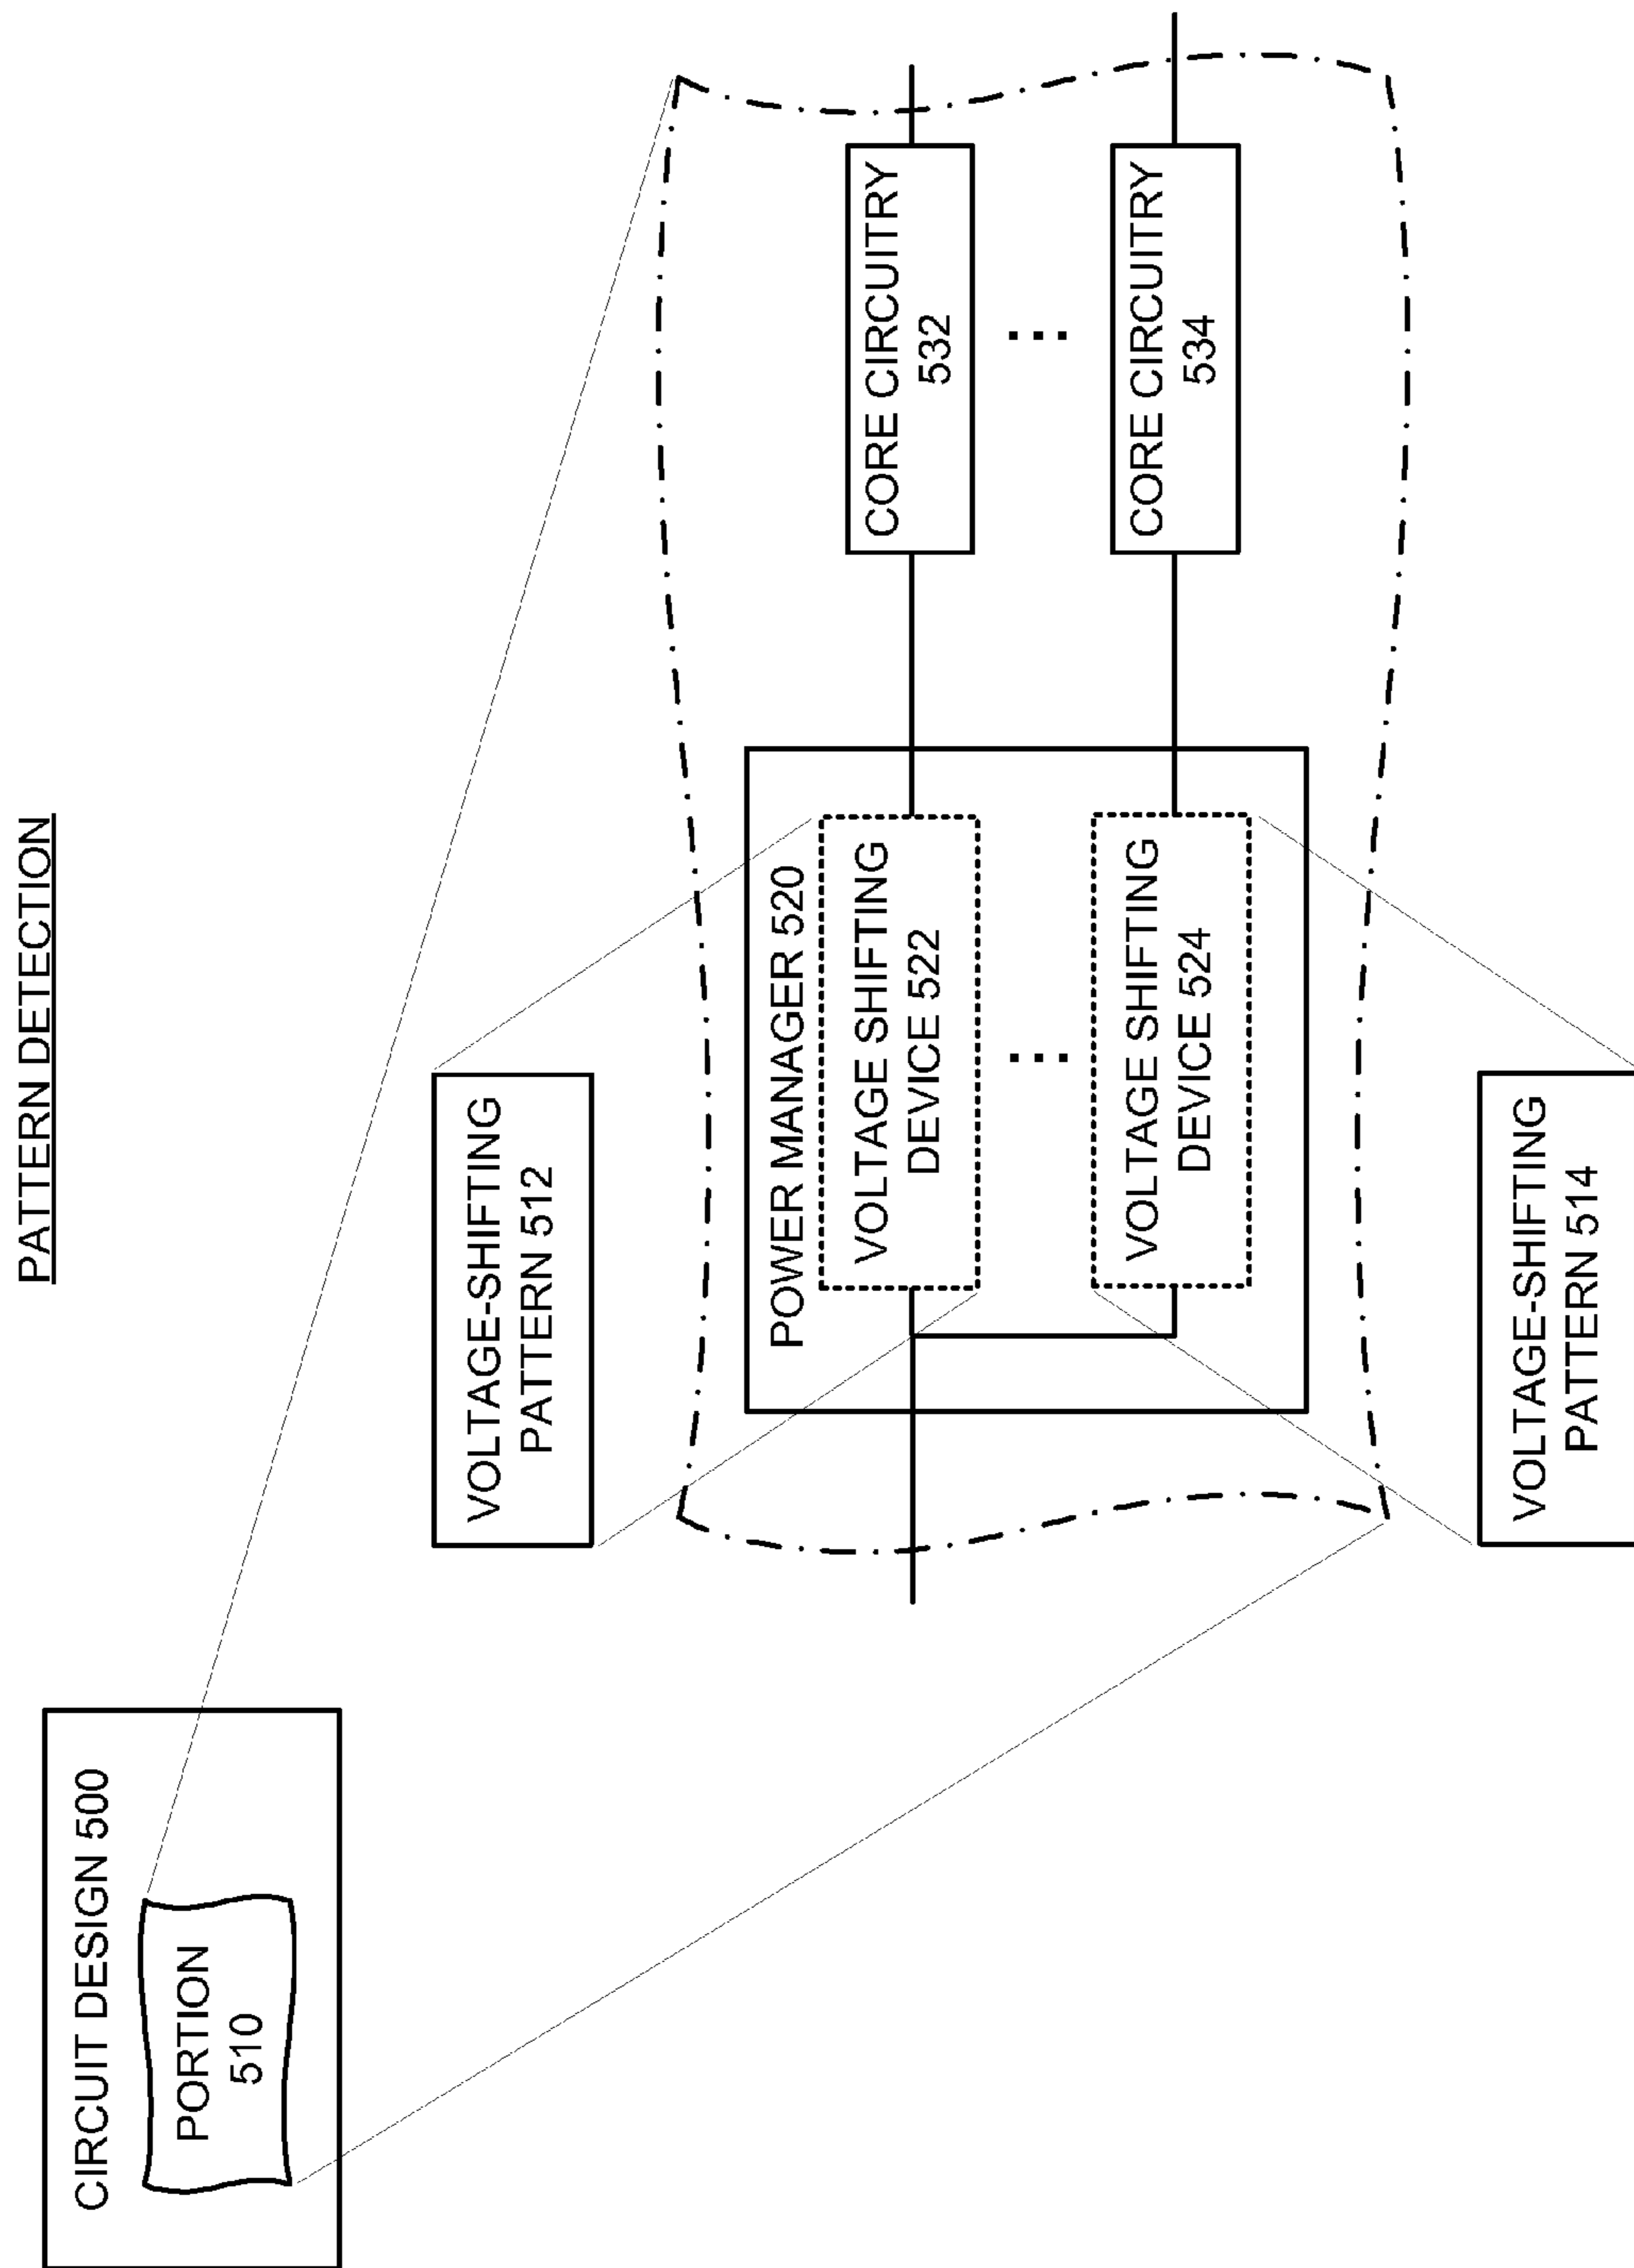 PATTERN DETECTION
CIRCUIT DESIGN 500
PORTION
510
VOLTAGE-SHIFTING
PATTERN 512
POWER MANAGER 520
VOLTAGE SHIFTING
DEVICE 522
...
VOLTAGE SHIFTING
DEVICE 524
CORE CIRCUITRY
532
...
CORE CIRCUITRY
534
VOLTAGE-SHIFTING
PATTERN 514